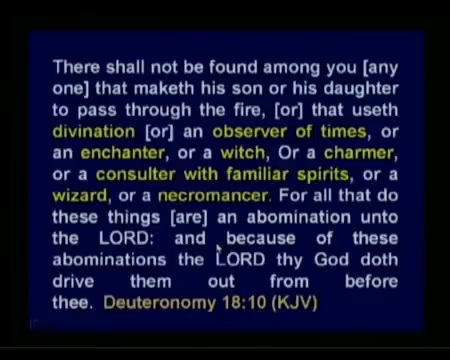 There shall not be found among you [any
one] that maketh his son or his daughter
to pass through the fire, [or] that useth
divination [or] an observer of times, or
an enchanter, or a witch, Or a charmer,
or a consulter with familiar spirits, or a
wizard, or a necromancer. For all that do
these things [are] an abomination unto
the LORD: and because of these
abominations the LORD thy God doth
drive them out from before
thee. Deuteronomy 18:10 (KJV)